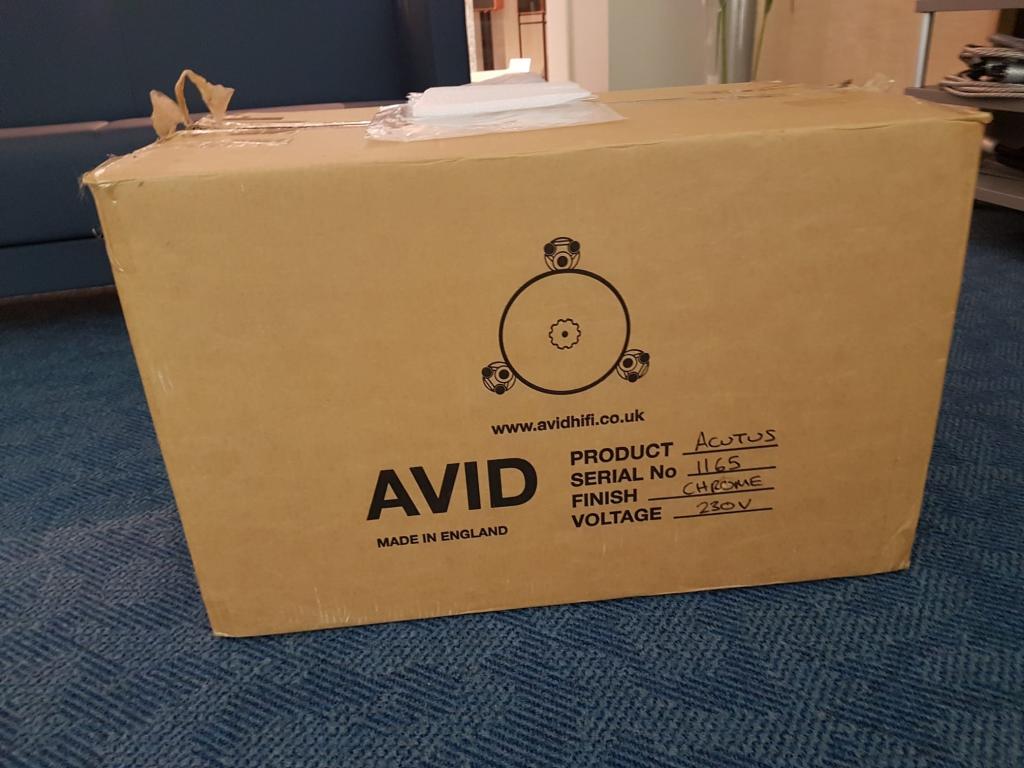 www.avidhifi.co.uk
AVID
MADE IN ENGLAND
PRODUCT ACUTUS
SERIAL No 1165
FINISH CHROME
VOLTAGE 230V